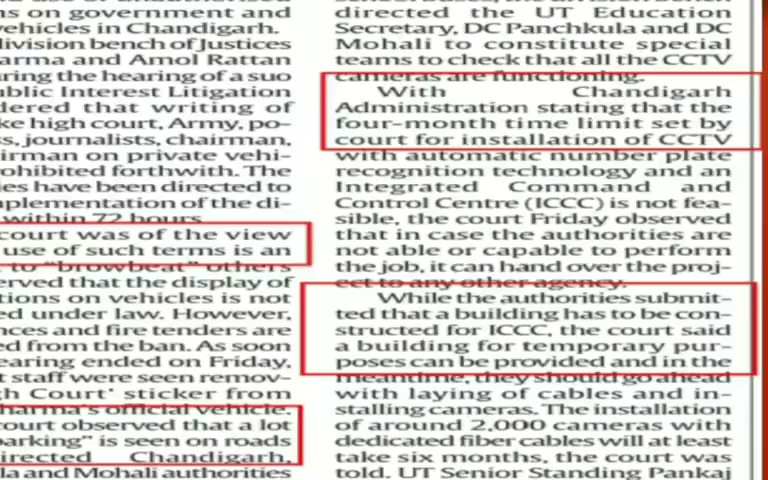 ns on government and
vehicles in Chandigarh.
division bench of Justices
arma and Amol Rattan
ring the hearing of a suo
ublic Interest Litigation
dered that writing of
ke high court, Army, po-
s, journalists, chairman,
irman on private vehi-
ohibited forthwith. The
ies have been directed to
mplementation of the di-
within 72 hours.
court was of the view
use of such terms is an
to "browbeat" others
erved that the display of
tions on vehicles is not
ed under law. However,
nces and fire tenders are
ed from the ban. As soon
earing ended on Friday,
t staff were seen remov-
gh Court' sticker from
harma's official vehicle.
ourt observed that a lot
parking" is seen on roads
irected Chandigarh,
la and Mohali authorities
directed the UT Education
Secretary, DC Panchkula and DC
Mohali to constitute special
teams to check that all the CCTV
cameras are functioning.
With Chandigarh
Administration stating that the
four-month time limit set by
court for installation of CCTV
with automatic number plate
recognition technology and an
Integrated Command and
Control Centre (ICCC) is not fea-
sible, the court Friday observed
that in case the authorities are
not able or capable to perform
the job, it can hand over the proj-
ect to any other agency.
While the authorities submit-
ted that a building has to be con-
structed for ICCC, the court said
a building for temporary pur-
poses can be provided and in the
meantime, they should go ahead
with laying of cables and in-
stalling cameras. The installation
of around 2,000 cameras with
dedicated fiber cables will at least
take six months, the court was
told. UT Senior Standing Pankaj